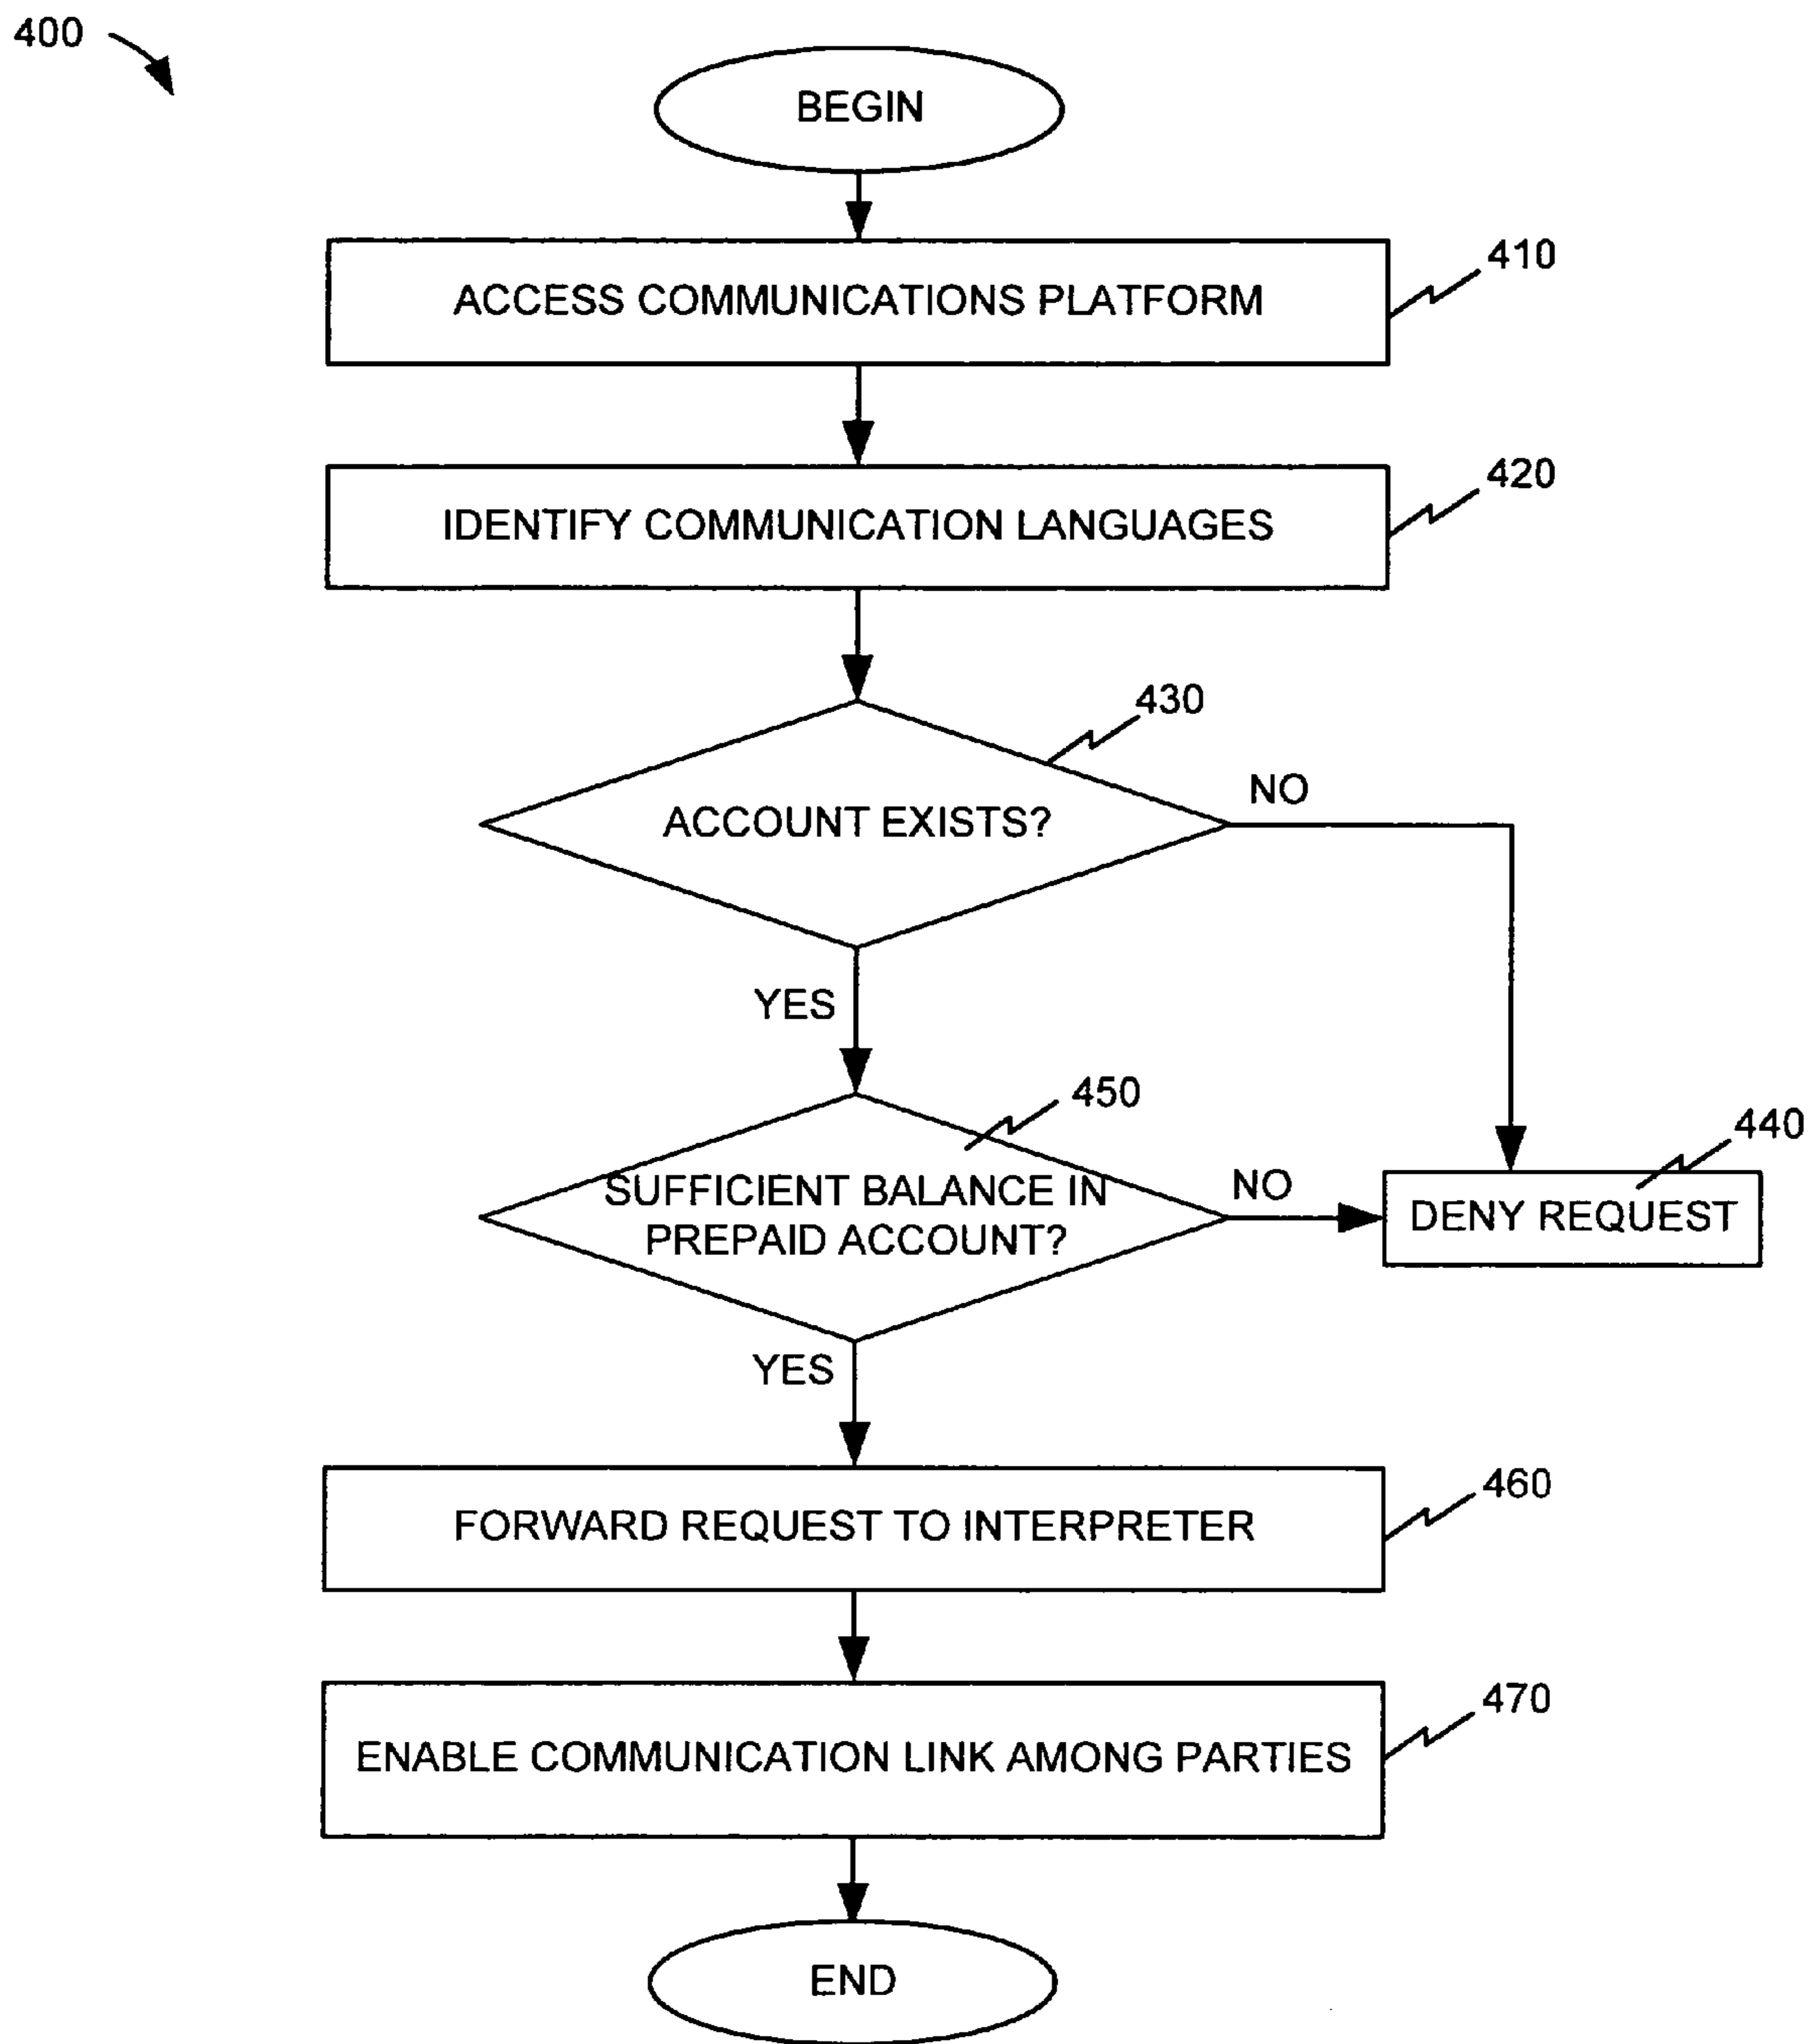 400
BEGIN
ACCESS COMMUNICATIONS PLATFORM
410
IDENTIFY COMMUNICATION LANGUAGES
420
430
ACCOUNT EXISTS?
NO
YES
450
440
SUFFICIENT BALANCE IN
PREPAID ACCOUNT?
NO
DENY REQUEST
YES
FORWARD REQUEST TO INTERPRETER
460
ENABLE COMMUNICATION LINK AMONG PARTIES
470
END